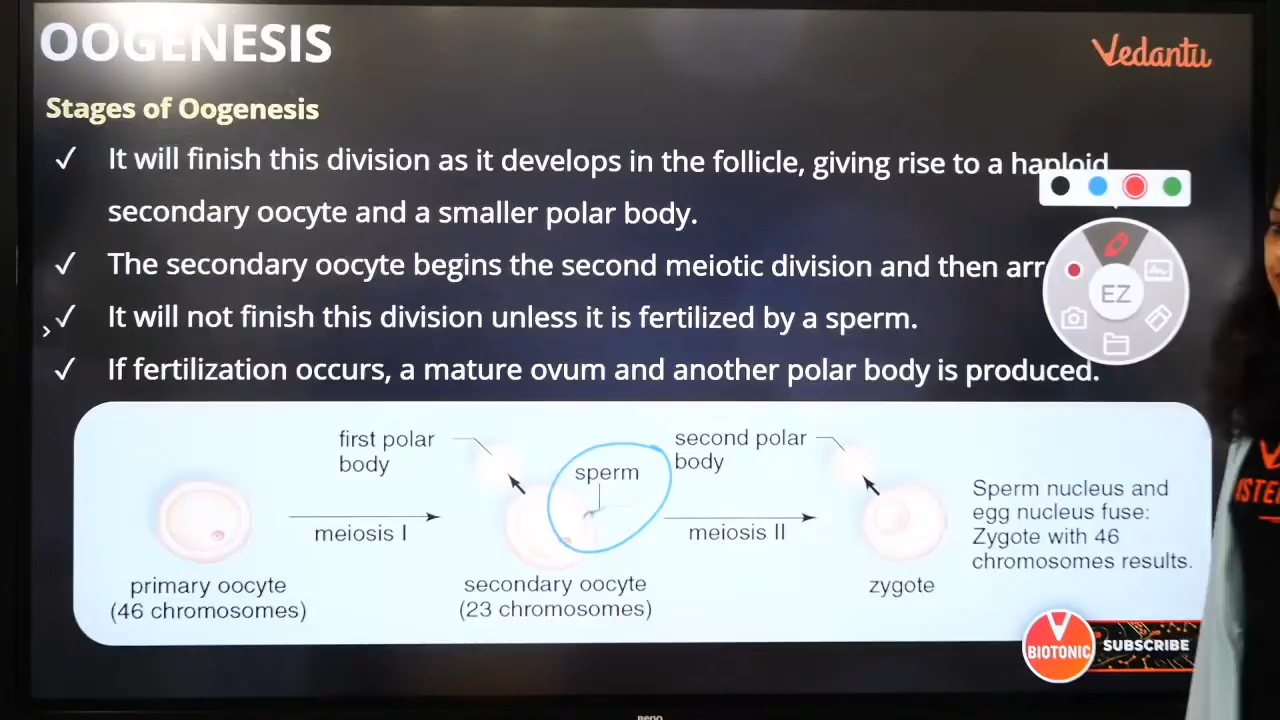 OOGENESIS
Vedantu
Stages of Oogenesis
✓ It will finish this division as it develops in the follicle, giving rise to a haploid
secondary oocyte and a smaller polar body.
✓ The secondary oocyte begins the second meiotic division and then
EZ
✓ It will not finish this division unless it is fertilized by a sperm.
✓ If fertilization occurs, a mature ovum and another polar body is produced.
first polar
body
sperm
second polar
body
meiosis I
meiosis II
Sperm nucleus and
egg nucleus fuse:
Zygote with 46
chromosomes results.
primary oocyte
(46 chromosomes)
secondary oocyte
(23 chromosomes)
zygote
BIOTONIC
SUBSCRIBE